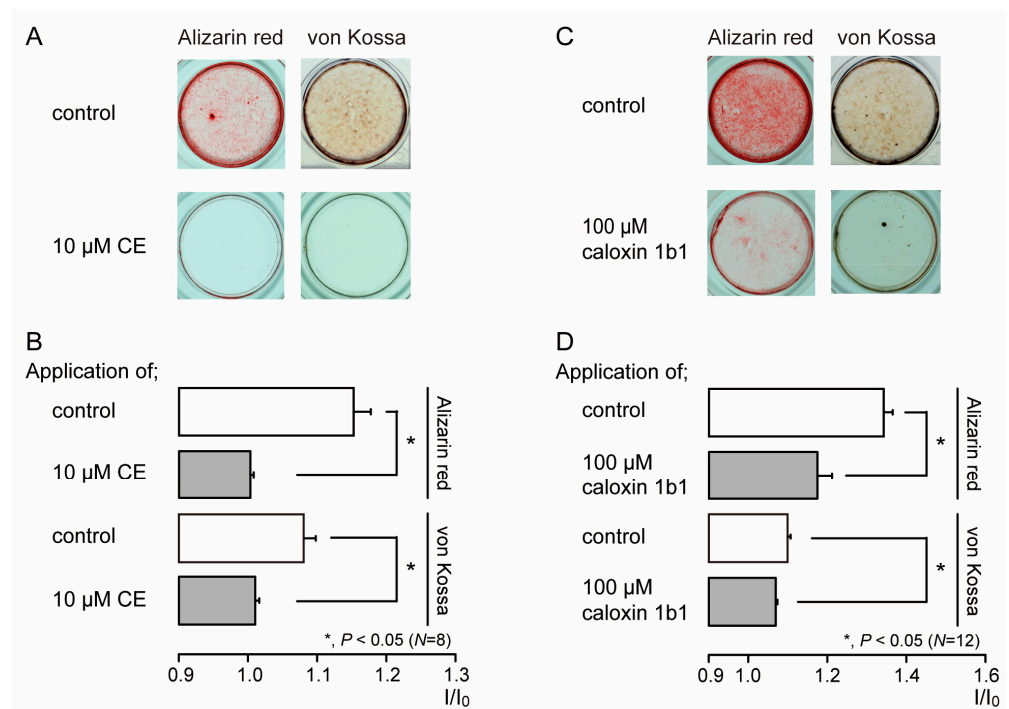 A
Alizarin red von Kossa
control
10 µM CE
B
Application of;
control
10 µM CE
control
10 µM CE
Alizarin red
von Kossa
*
*
*, P < 0.05 (N=8)
0.9 1.0 1.1 1.2 1.3
I/I0
C
Alizarin red von Kossa
control
100 µM
caloxin 1b1
D
Application of;
control
100 µM
caloxin 1b1
control
100 µM
caloxin 1b1
Alizarin red
von Kossa
*
*
*, P < 0.05 (N=12)
0.9 1.0 1.2 1.4 1.6
I/I0